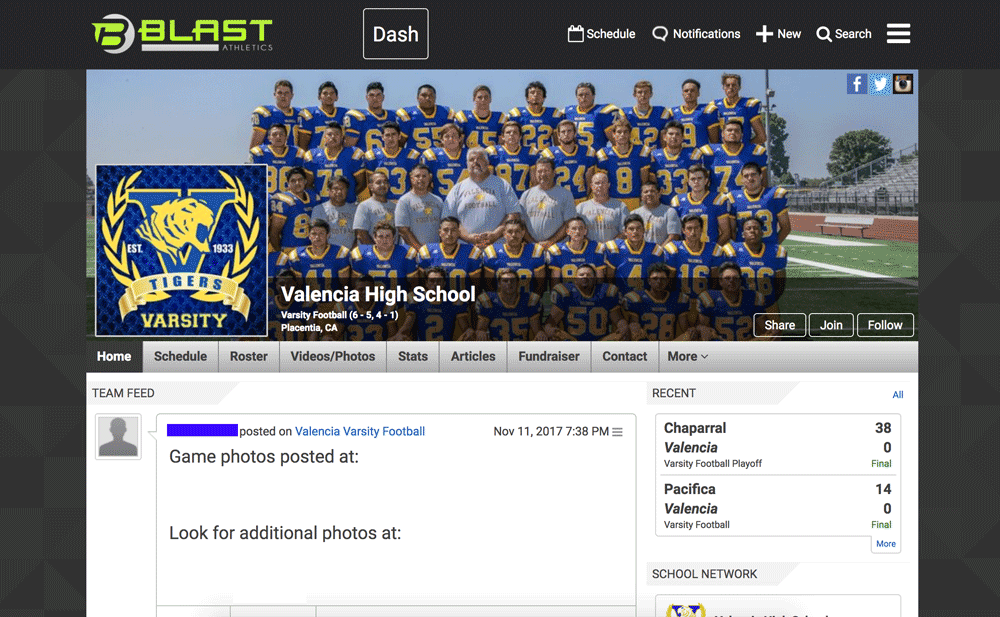 BLAST
ATHLETICS
Dash
Schedule
Notifications
New
Search
EST. 1933
TIGERS
VARSITY
Valencia High School
Varsity Football (6 - 5, 4 - 1)
Placentia, CA
Share
Join
Follow
Home
Schedule
Roster
Videos/Photos
Stats
Articles
Fundraiser
Contact
More
TEAM FEED
posted on Valencia Varsity Football
Nov 11, 2017 7:38 PM
Game photos posted at:
Look for additional photos at:
RECENT
All
Chaparral 38
Valencia 0
Varsity Football Playoff Final
Pacifica 14
Valencia 0
Varsity Football Final
More
SCHOOL NETWORK